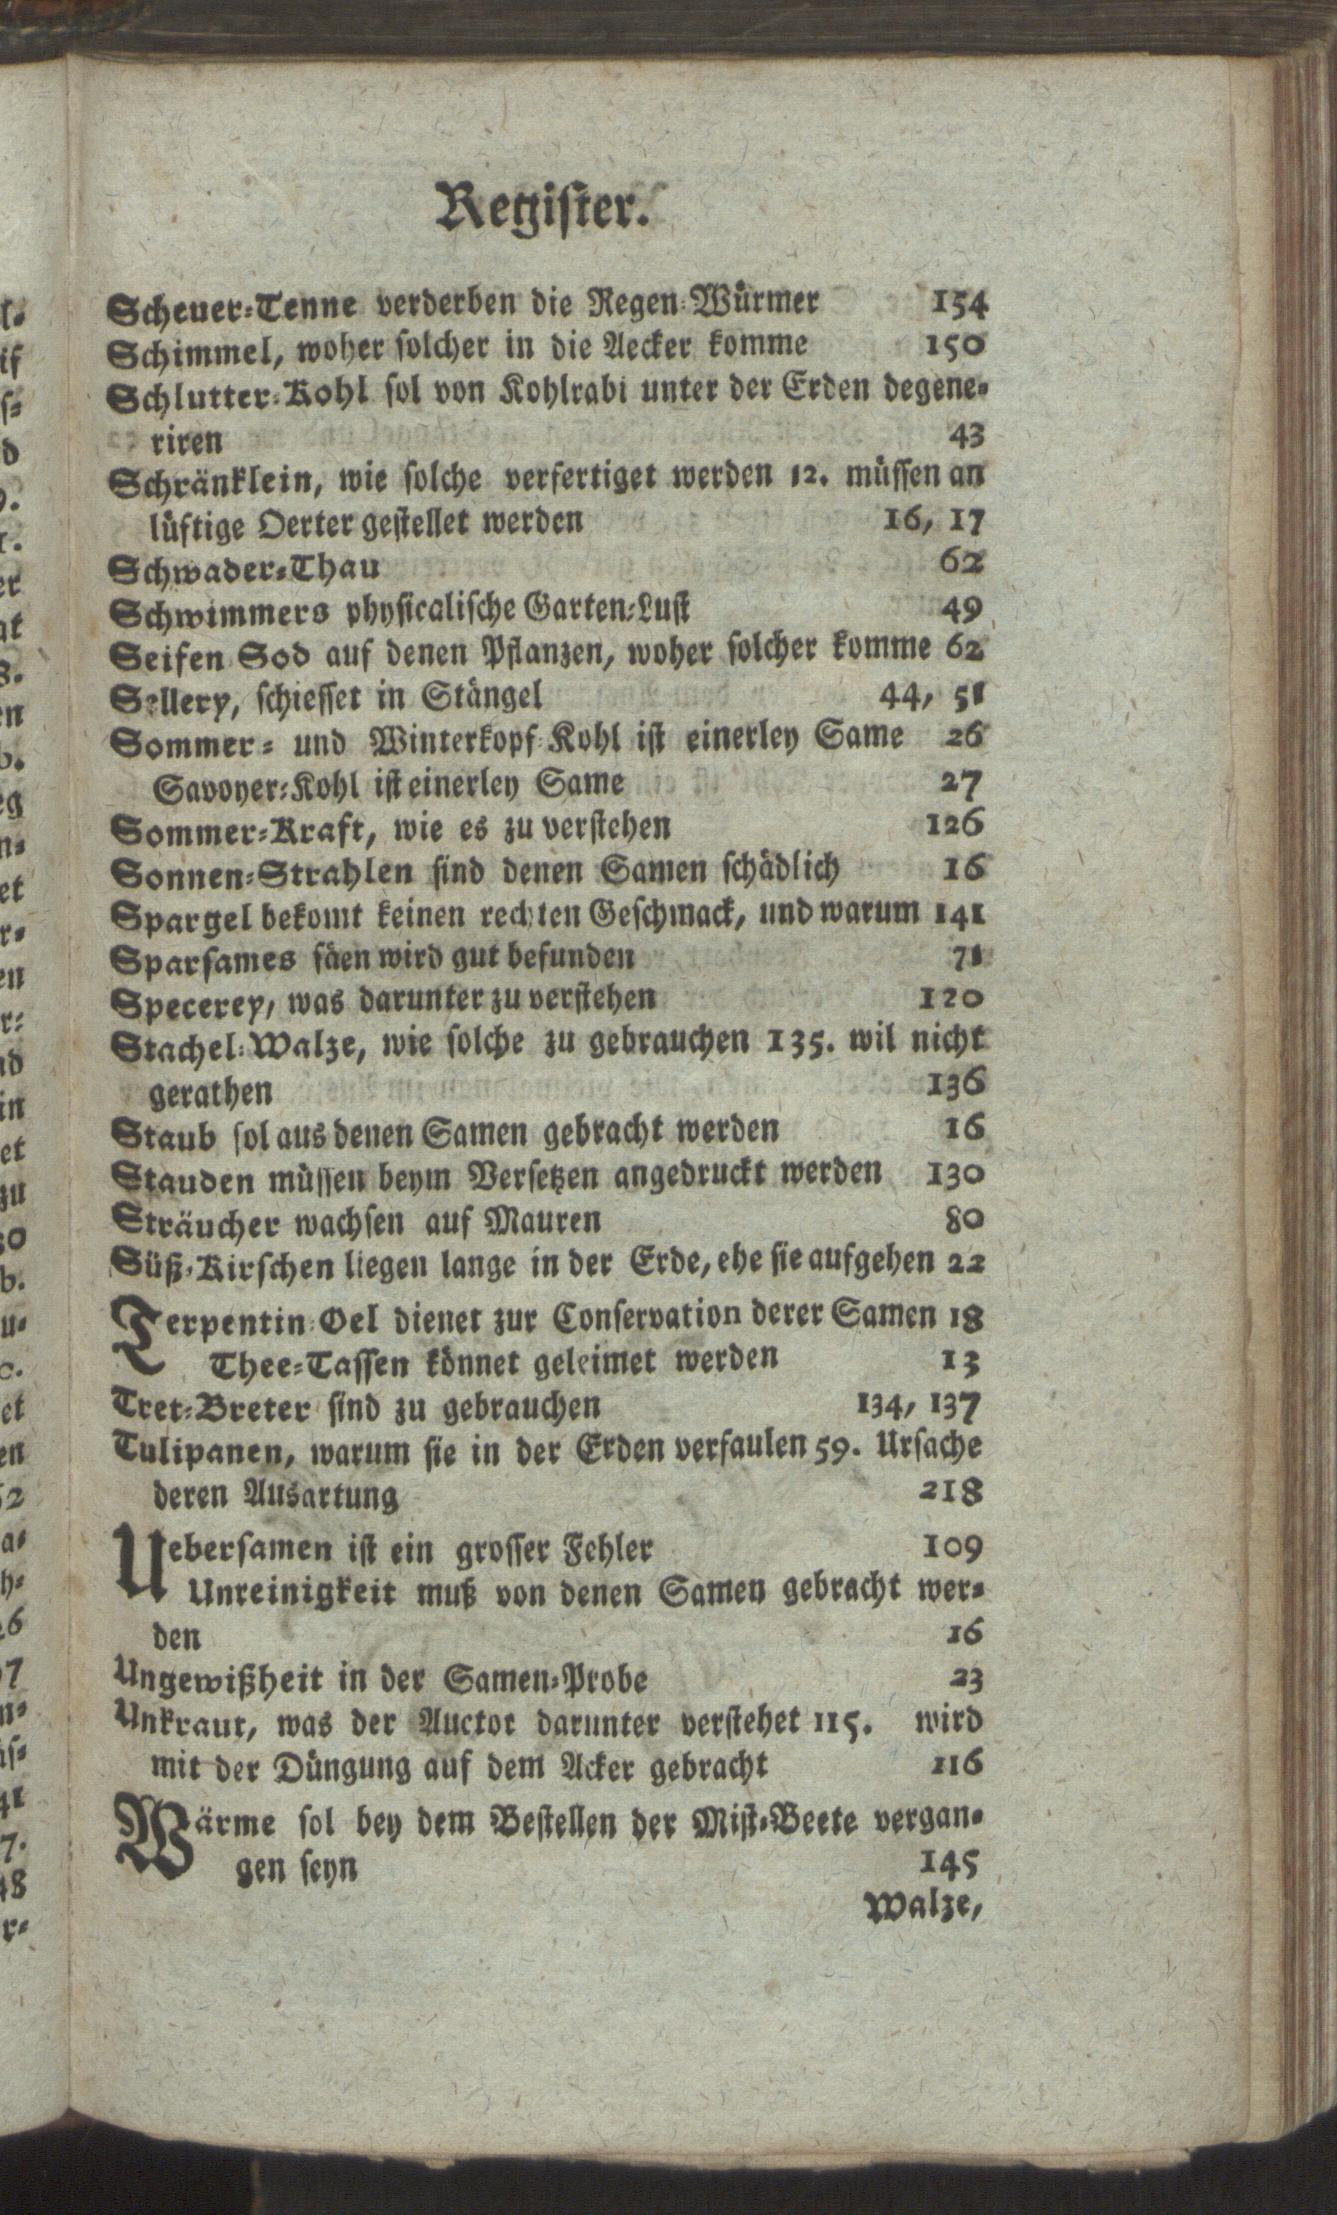 Register.
Scheuer-Tenne verderben die Regen-Würmer 154
Schimmel, woher solcher in die Aecker komme 150
Schlutter-Kohl sol von Kohlrabi unter der Erden degene-
riren 43
Schränklein, wie solche verfertiget werden 12. müssen an
lüftige Oerter gestellet werden 16, 17
Schwader-Thau 62
Schwimmers physicalische Garten-Lust 49
Seifen Sod auf denen Pflanzen, woher solcher komme 62
Sellery, schiesset in Stängel 44, 51
Sommer- und Winterkopf-Kohl ist einerley Same 26
Savoyer-Kohl ist einerley Same 27
Sommer-Kraft, wie es zu verstehen 126
Sonnen-Strahlen sind denen Samen schädlich 16
Spargel bekomt keinen rechten Geschmack, und warum 141
Sparsames säen wird gut befunden 71
Specerey, was darunter zu verstehen 120
Stachel-Walze, wie solche zu gebrauchen 135. wil nicht
gerathen 136
Staub sol aus denen Samen gebracht werden 16
Stauden müssen beym Versetzen angedruckt werden 130
Sträucher wachsen auf Mauren 80
Süß-Kirschen liegen lange in der Erde, ehe sie aufgehen 22
Terpentin-Oel dienet zur Conservation derer Samen 18
Thee-Tassen könnet geleimet werden 13
Tret-Breter sind zu gebrauchen 134, 137
Tulipanen, warum sie in der Erden verfaulen 59. Ursache
deren Ausartung 218
Uebersamen ist ein grosser Fehler 109
Unreinigkeit muß von denen Samen gebracht wer-
den 16
Ungewißheit in der Samen-Probe 23
Unkraut, was der Auctor darunter verstehet 115. wird
mit der Düngung auf dem Acker gebracht 116
Wärme sol bey dem Bestellen der Mist-Beete vergan-
gen seyn 145
Walze,